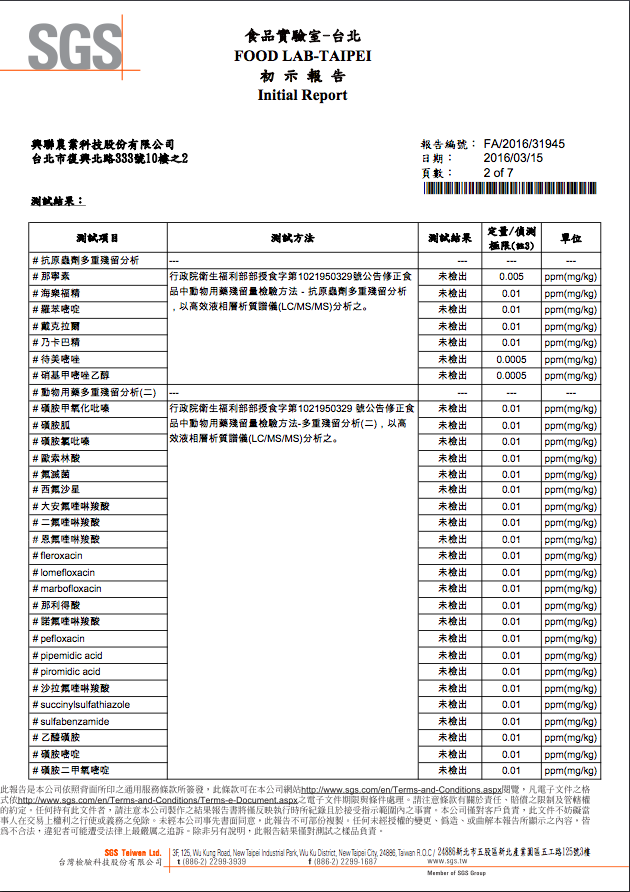 SGS
食品實驗室-台北
FOOD LAB-TAIPEI
初示報告
Initial Report
興聯農業科技股份有限公司
台北市復興北路333號10樓之2
報告編號： FA/2016/31945
日期： 2016/03/15
頁數： 2 of 7
測試結果：
測試項目 測試方法 測試結果 定量/偵測極限(註3) 單位
# 抗原蟲劑多重殘留分析 --- --- --- ---
# 那寧素 行政院衛生福利部部授食字第1021950329號公告修正食 未檢出 0.005 ppm(mg/kg)
# 海樂福精 品中動物用藥殘留量檢驗方法－抗原蟲劑多重殘留分析 未檢出 0.01 ppm(mg/kg)
# 羅苯嘧啶 ，以高效液相層析質譜儀(LC/MS/MS)分析之。 未檢出 0.01 ppm(mg/kg)
# 戴克拉爾 未檢出 0.01 ppm(mg/kg)
# 乃卡巴精 未檢出 0.01 ppm(mg/kg)
# 待美嘧唑 未檢出 0.0005 ppm(mg/kg)
# 硝基甲嘧唑乙醇 未檢出 0.0005 ppm(mg/kg)
# 動物用藥多重殘留分析(二) --- --- --- ---
# 磺胺甲氧化吡嗪 行政院衛生福利部部授食字第1021950329 號公告修正食 未檢出 0.01 ppm(mg/kg)
# 磺胺胍 品中動物用藥殘留量檢驗方法-多重殘留分析(二)，以高 未檢出 0.01 ppm(mg/kg)
# 磺胺氯吡嗪 效液相層析質譜儀(LC/MS/MS)分析之。 未檢出 0.01 ppm(mg/kg)
# 歐索林酸 未檢出 0.01 ppm(mg/kg)
# 氟滅菌 未檢出 0.01 ppm(mg/kg)
# 西氟沙星 未檢出 0.01 ppm(mg/kg)
# 大安氟喹啉羧酸 未檢出 0.01 ppm(mg/kg)
# 二氟喹啉羧酸 未檢出 0.01 ppm(mg/kg)
# 恩氟喹啉羧酸 未檢出 0.01 ppm(mg/kg)
# fleroxacin 未檢出 0.01 ppm(mg/kg)
# lomefloxacin 未檢出 0.01 ppm(mg/kg)
# marbofloxacin 未檢出 0.01 ppm(mg/kg)
# 那利得酸 未檢出 0.01 ppm(mg/kg)
# 諾氟喹啉羧酸 未檢出 0.01 ppm(mg/kg)
# pefloxacin 未檢出 0.01 ppm(mg/kg)
# pipemidic acid 未檢出 0.01 ppm(mg/kg)
# piromidic acid 未檢出 0.01 ppm(mg/kg)
# 沙拉氟喹啉羧酸 未檢出 0.01 ppm(mg/kg)
# succinylsulfathiazole 未檢出 0.01 ppm(mg/kg)
# sulfabenzamide 未檢出 0.01 ppm(mg/kg)
# 乙醯磺胺 未檢出 0.01 ppm(mg/kg)
# 磺胺嘧啶 未檢出 0.01 ppm(mg/kg)
# 磺胺二甲氧嘧啶 未檢出 0.01 ppm(mg/kg)
此報告是本公司依照背面所印之通用服務條款所簽發，此條款可在本公司網站http://www.sgs.com/en/Terms-and-Conditions.aspx閱覽，凡電子文件之格
式依http://www.sgs.com/en/Terms-and-Conditions/Terms-e-Document.aspx之電子文件期限與條件處理。請注意條款有關於責任、賠償之限制及管轄權
的約定。任何持有此文件者，請注意本公司製作之結果報告書將僅反映執行時所紀錄且於接受指示範圍內之事實。本公司僅對客戶負責，此文件不妨礙當
事人在交易上權利之行使或義務之免除。未經本公司事先書面同意，此報告不可部份複製。任何未經授權的變更、偽造、或曲解本報告所顯示之內容，皆
為不合法，違犯者可能遭受法律上最嚴厲之追訴。除非另有說明，此報告結果僅對測試之樣品負責。
SGS Taiwan Ltd. 3F, 125, Wu Kung Road, New Taipei Industrial Park, Wu Ku District, New Taipei City, 24886, Taiwan R.O.C / 24886新北市五股區新北產業園區五工路125號3樓
台灣檢驗科技股份有限公司 t (886-2) 2299-3939 f (886-2) 2299-1687 www.sgs.tw
Member of SGS Group